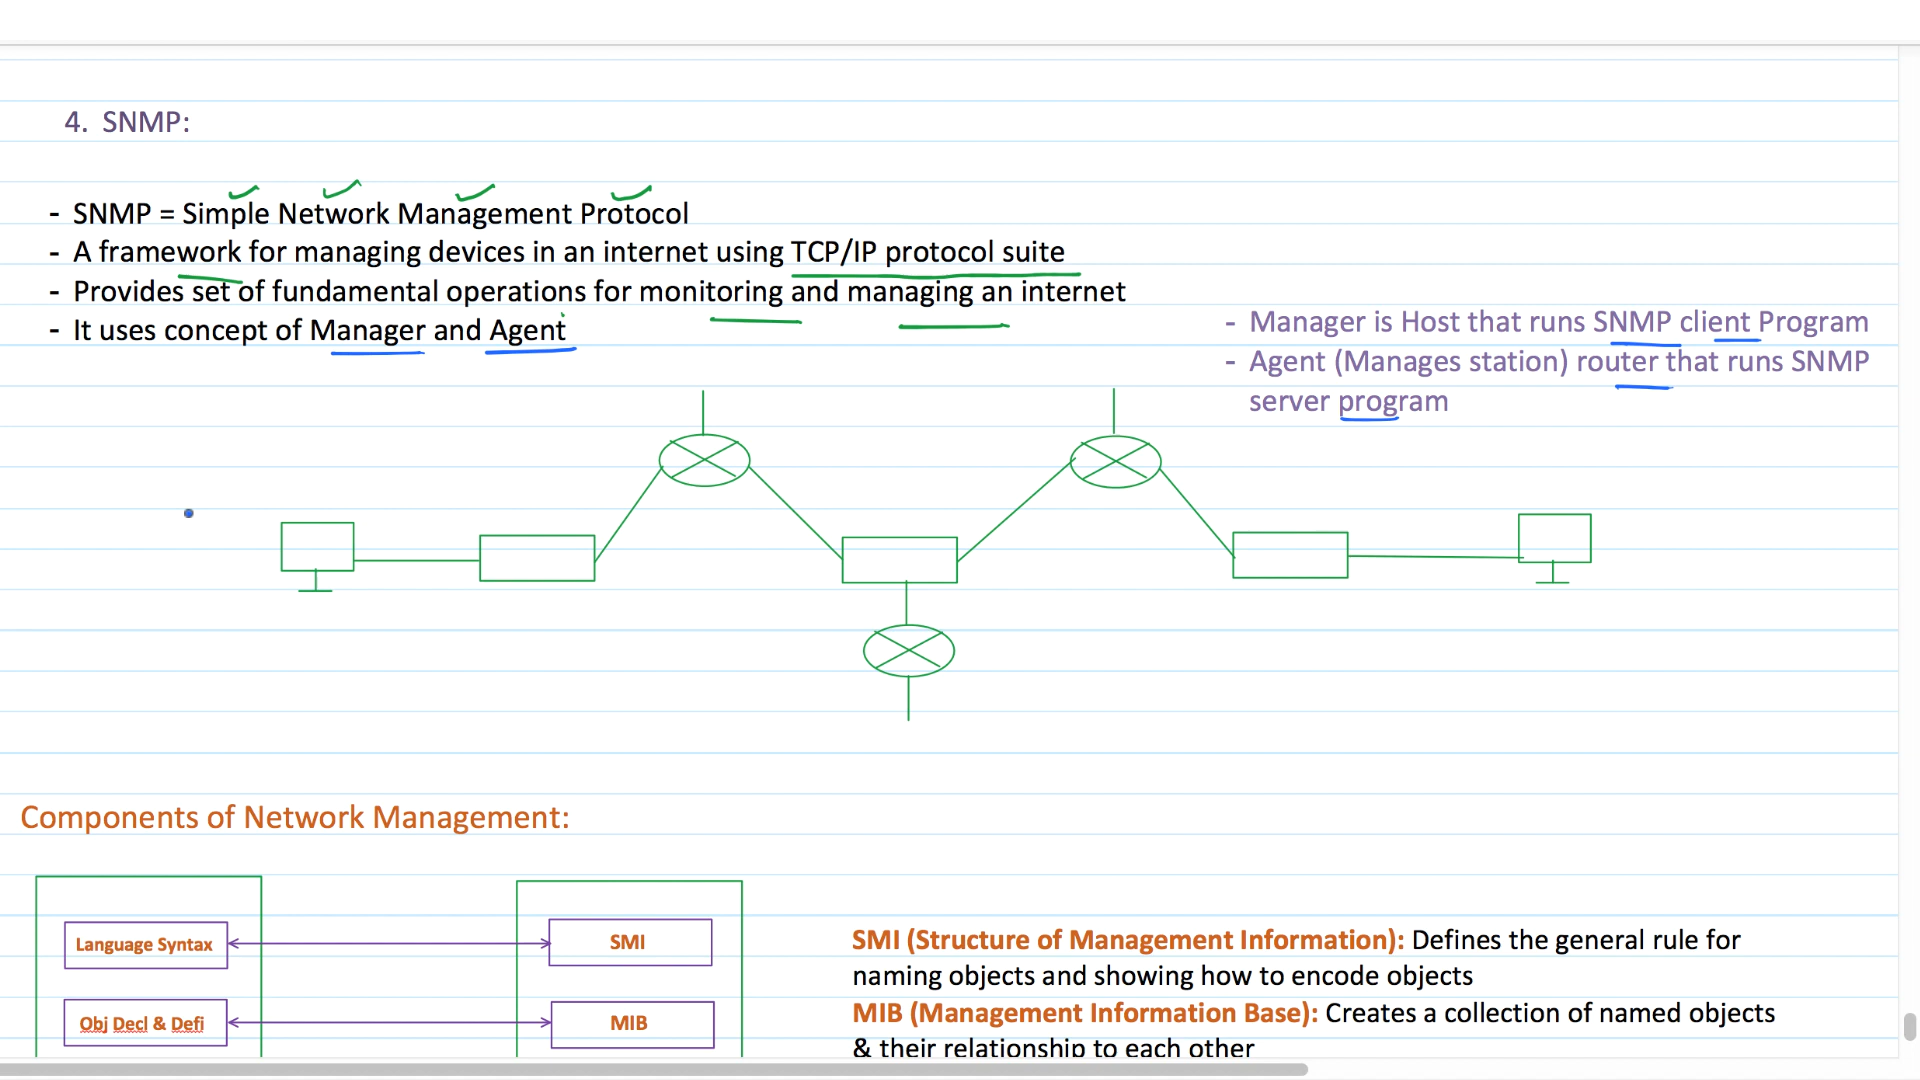 4. SNMP:
- SNMP = Simple Network Management Protocol
- A framework for managing devices in an internet using TCP/IP protocol suite
- Provides set of fundamental operations for monitoring and managing an internet
- It uses concept of Manager and Agent
- Manager is Host that runs SNMP client Program
- Agent (Manages station) router that runs SNMP
server program
Components of Network Management:
Language Syntax
SMI
Obj Decl & Defi
MIB
SMI (Structure of Management Information): Defines the general rule for
naming objects and showing how to encode objects
MIB (Management Information Base): Creates a collection of named objects
& their relationship to each other